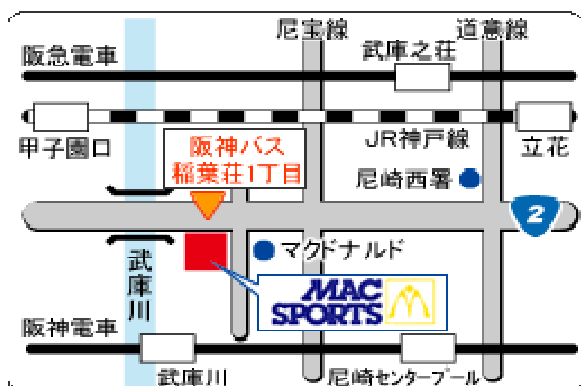 尼宝線
道意線
阪急電車
武庫之荘
甲子園口
阪神バス
稲葉荘1丁目
JR神戸線
立花
尼崎西署
2
マクドナルド
武庫川
MAC
SPORTS
阪神電車
武庫川
尼崎センタープール